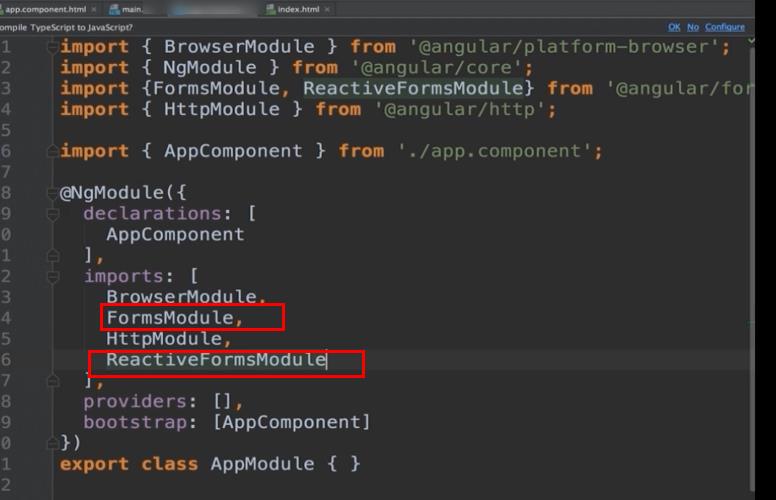 app.component.html × main. index.html ×
ompile TypeScript to JavaScript? OK No Configure
1 import { BrowserModule } from '@angular/platform-browser';
2 import { NgModule } from '@angular/core';
3 import {FormsModule, ReactiveFormsModule} from '@angular/for
4 import { HttpModule } from '@angular/http';
5
6 import { AppComponent } from './app.component';
7
8 @NgModule({
9 declarations: [
0 AppComponent
1 ],
2 imports: [
3 BrowserModule,
4 FormsModule,
5 HttpModule,
6 ReactiveFormsModule
7 ],
8 providers: [],
9 bootstrap: [AppComponent]
0 })
1 export class AppModule { }
2